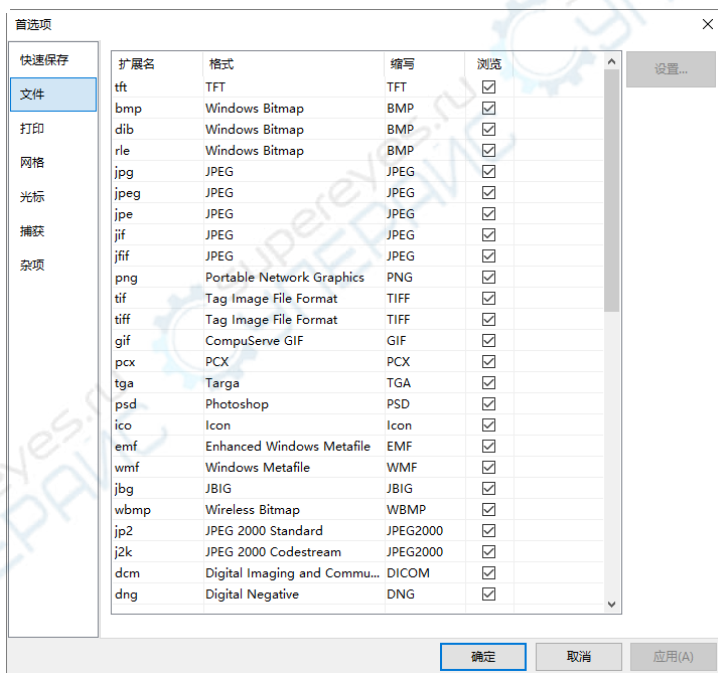 首选项
快速保存
文件
打印
网格
光标
捕获
杂项
扩展名 格式 缩写 浏览
tft TFT TFT
bmp Windows Bitmap BMP
dib Windows Bitmap BMP
rle Windows Bitmap BMP
jpg JPEG JPEG
jpeg JPEG JPEG
jpe JPEG JPEG
jif JPEG JPEG
jfif JPEG JPEG
png Portable Network Graphics PNG
tif Tag Image File Format TIFF
tiff Tag Image File Format TIFF
gif CompuServe GIF GIF
pcx PCX PCX
tga Targa TGA
psd Photoshop PSD
ico Icon Icon
emf Enhanced Windows Metafile EMF
wmf Windows Metafile WMF
jbg JBIG JBIG
wbmp Wireless Bitmap WBMP
jp2 JPEG 2000 Standard JPEG2000
j2k JPEG 2000 Codestream JPEG2000
dcm Digital Imaging and Commu... DICOM
dng Digital Negative DNG
设置...
确定 取消 应用(A)
supereyes.ru
СУПЕРАЙС